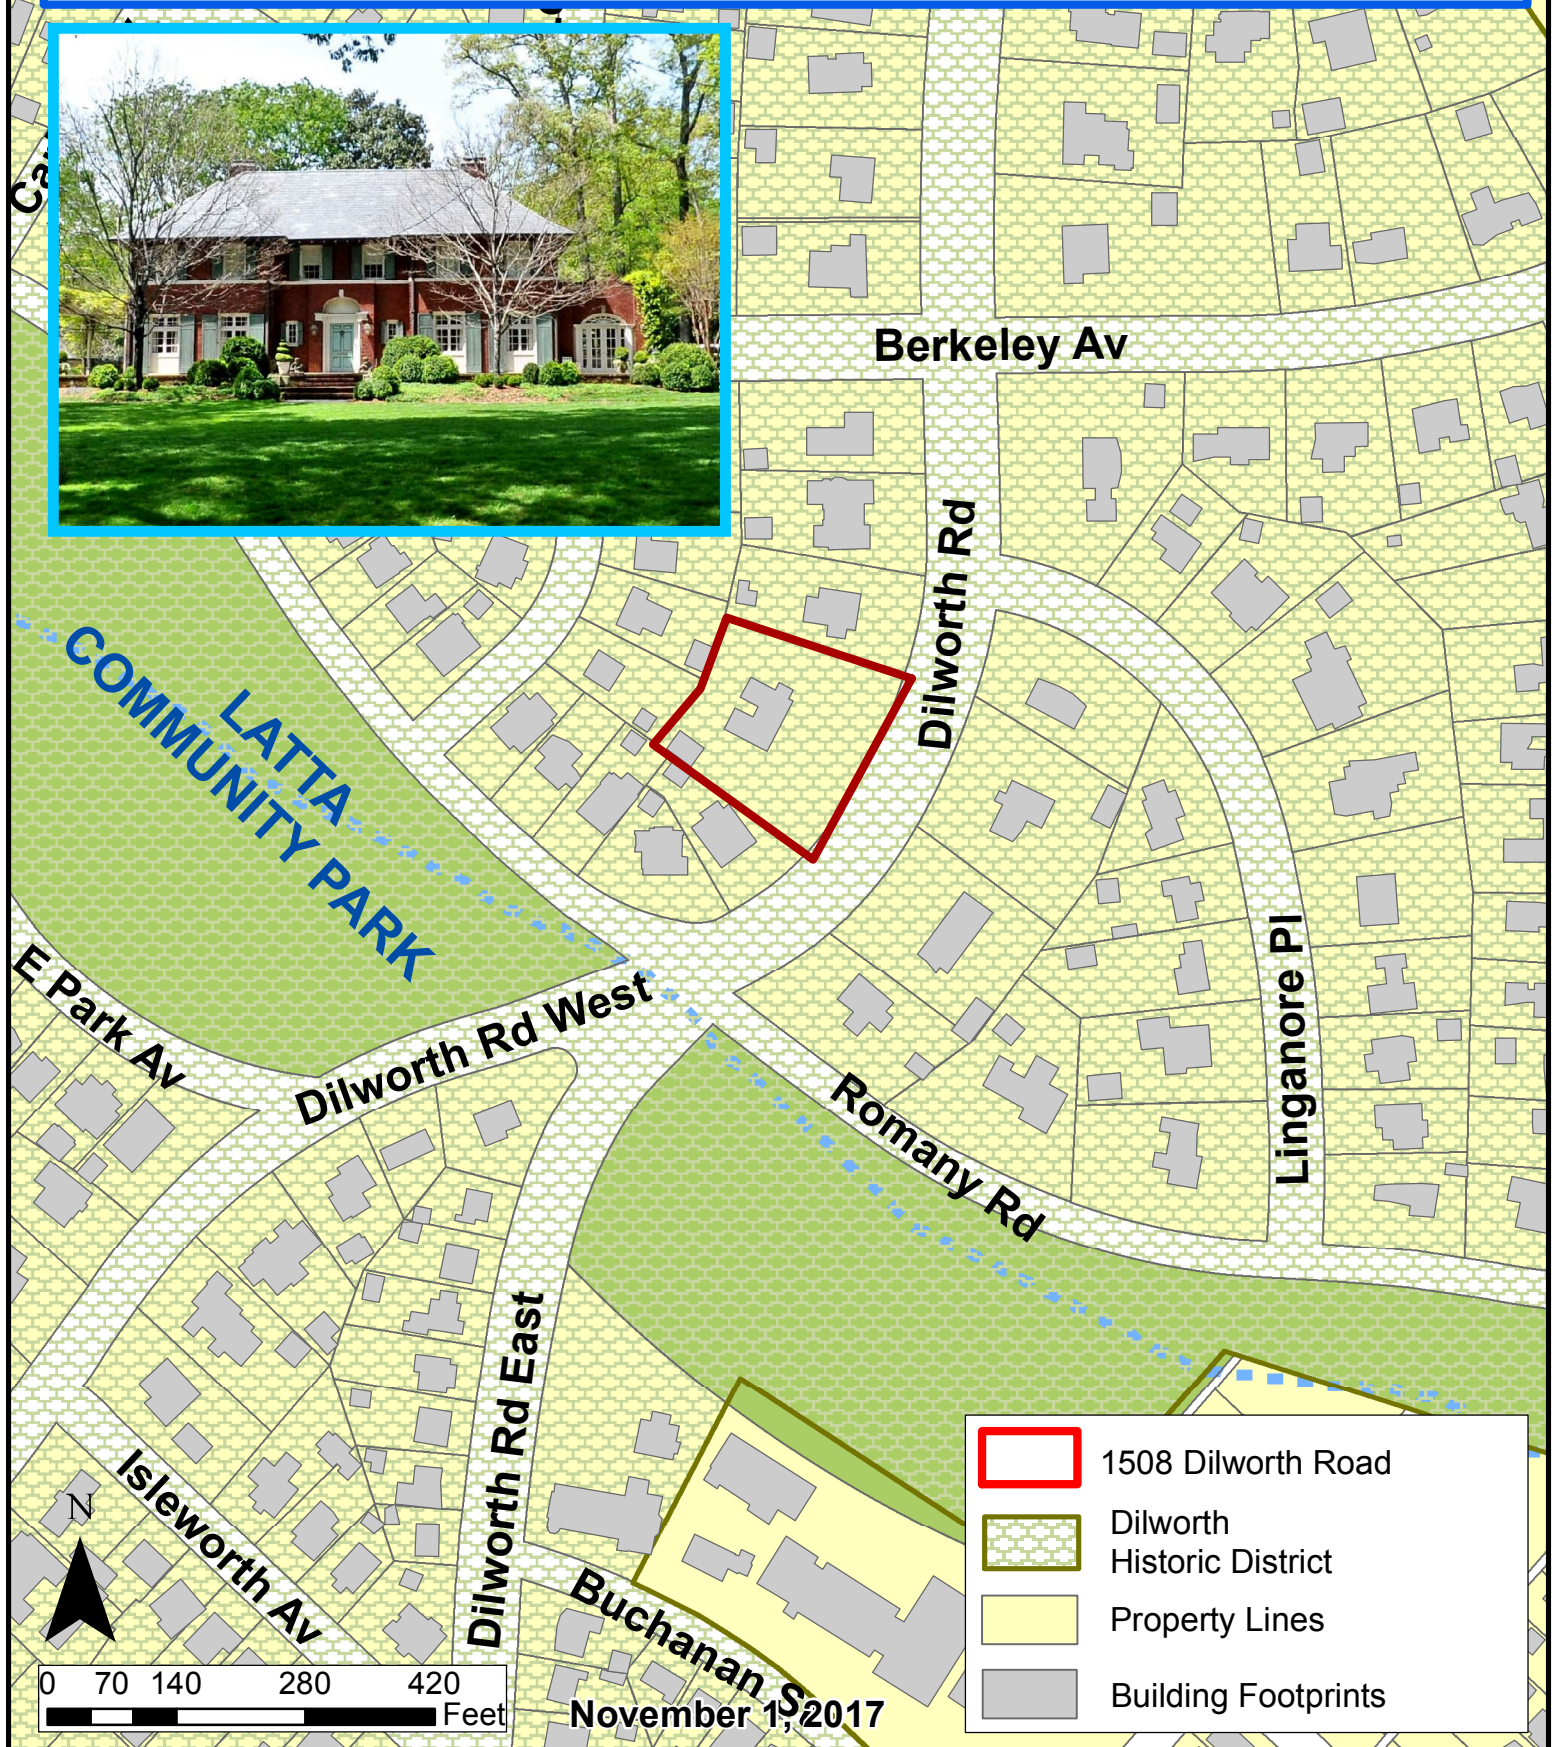 Berkeley Av
Dilworth Rd
LATTA
COMMUNITY PARK
E Park Av
Dilworth Rd West
Romany Rd
Linganore Pl
Dilworth Rd East
Isleworth Av
Buchanan
N
0 70 140 280 420
Feet
November 1, 2017
1508 Dilworth Road
Dilworth
Historic District
Property Lines
Building Footprints